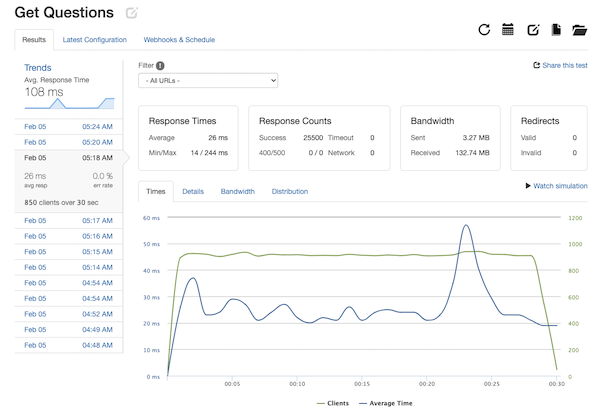 Get Questions
Results Latest Configuration Webhooks & Schedule
Trends
Avg. Response Time
108 ms
Feb 05 05:24 AM
Feb 05 05:20 AM
Feb 05 05:18 AM
26 ms 0.0 %
avg resp err rate
850 clients over 30 sec
Feb 05 05:17 AM
Feb 05 05:16 AM
Feb 05 05:15 AM
Feb 05 05:14 AM
Feb 05 04:54 AM
Feb 05 04:54 AM
Feb 05 04:52 AM
Feb 05 04:49 AM
Feb 05 04:48 AM
Filter !
Share this test
- All URLs -
Response Times
Average 26 ms
Min/Max 14 / 244 ms
Response Counts
Success 25500 Timeout 0
400/500 0 / 0 Network 0
Bandwidth
Sent 3.27 MB
Received 132.74 MB
Redirects
Valid 0
Invalid 0
Times Details Bandwidth Distribution
Watch simulation
60 ms 1200
50 ms 1000
40 ms 800
30 ms 600
20 ms 400
10 ms 200
0 ms 0
00:05 00:10 00:15 00:20 00:25 00:30
Clients Average Time